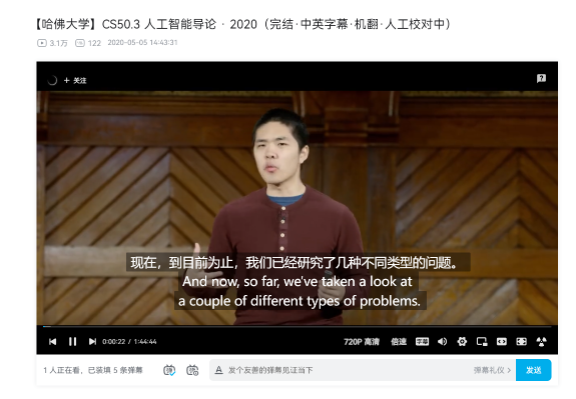 【哈佛大学】CS50.3 人工智能导论 · 2020（完结·中英字幕·机翻·人工校对中）
3.1万 122 2020-05-05 14:43:31
+ 关注
现在，到目前为止，我们已经研究了几种不同类型的问题。
And now, so far, we've taken a look at
a couple of different types of problems.
0:00:22 / 1:44:44 720P 高清 倍速 字幕
1 人正在看，已装填 5 条弹幕 发个友善的弹幕见证当下 弹幕礼仪 > 发送